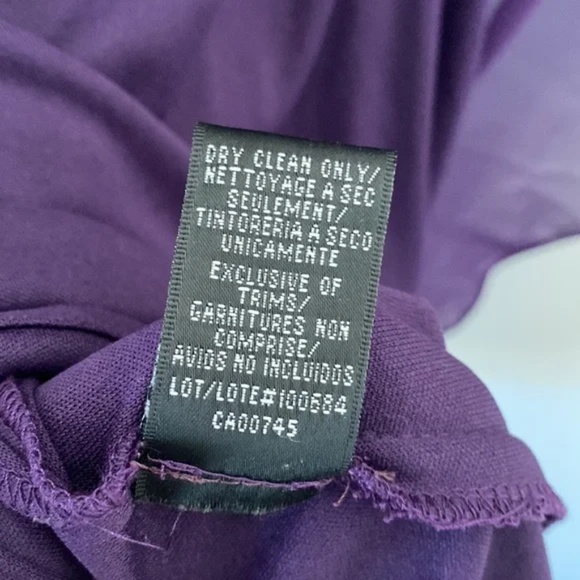 DRY CLEAN ONLY/
NETTOYAGE A SEC
SEULEMENT/
TINTORERIA A SECO
UNICAMENTE
EXCLUSIVE OF
TRIMS/
GARNITURES NON
COMPRISE/
AVIOS NO INCLUIDOS
LOT/LOTE#100684
CA00745